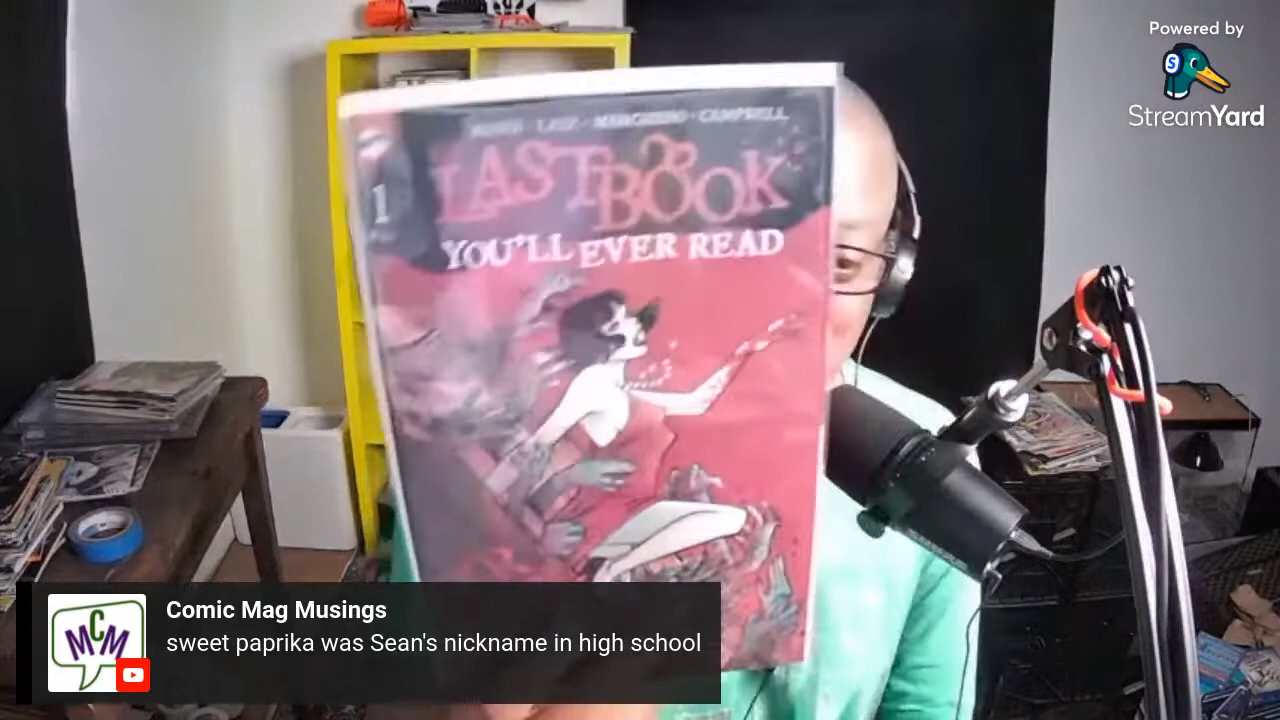 Powered by
StreamYard
CAMPBELL
1
LAST BOOK
YOU'LL EVER READ
Comic Mag Musings
MCM
sweet paprika was Sean's nickname in high school